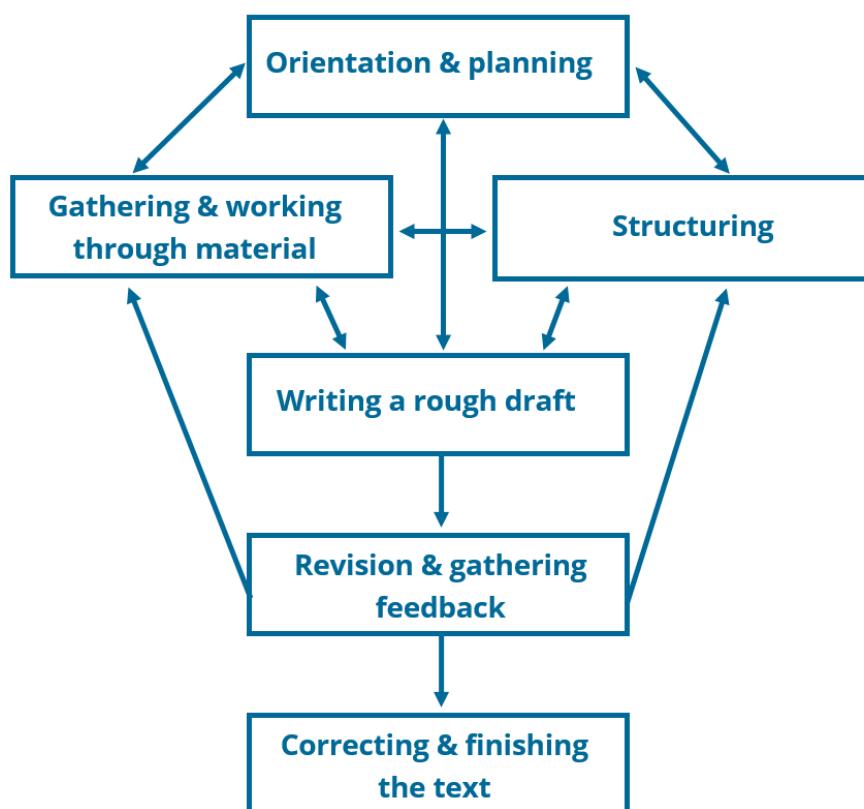 Orientation & planning
Gathering & working
through material
Structuring
Writing a rough draft
Revision & gathering
feedback
Correcting & finishing
the text